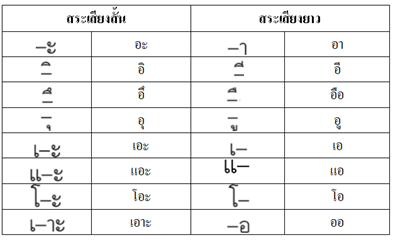 สระเสียงสั้น สระเสียงยาว
–ะ อะ –า อา
–ิ อิ –ี อี
–ึ อึ –ื อือ
–ุ อุ –ู อู
เ–ะ เอะ เ– เอ
แ–ะ แอะ แ– แอ
โ–ะ โอะ โ– โอ
เ–าะ เอาะ –อ ออ